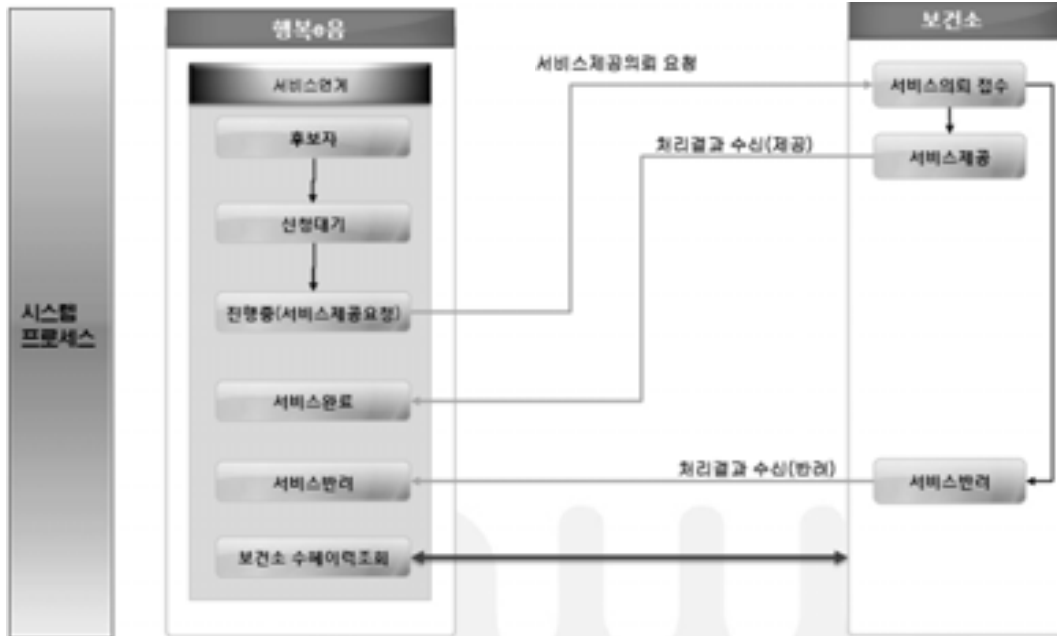 시스템
프로세스
행복e음
서비스연계
후보자
신청대기
진행중(서비스제공요청)
서비스완료
서비스반려
보건소 수혜이력조회
서비스제공의뢰 요청
처리결과 수신(제공)
처리결과 수신(반려)
보건소
서비스의뢰 접수
서비스제공
서비스반려